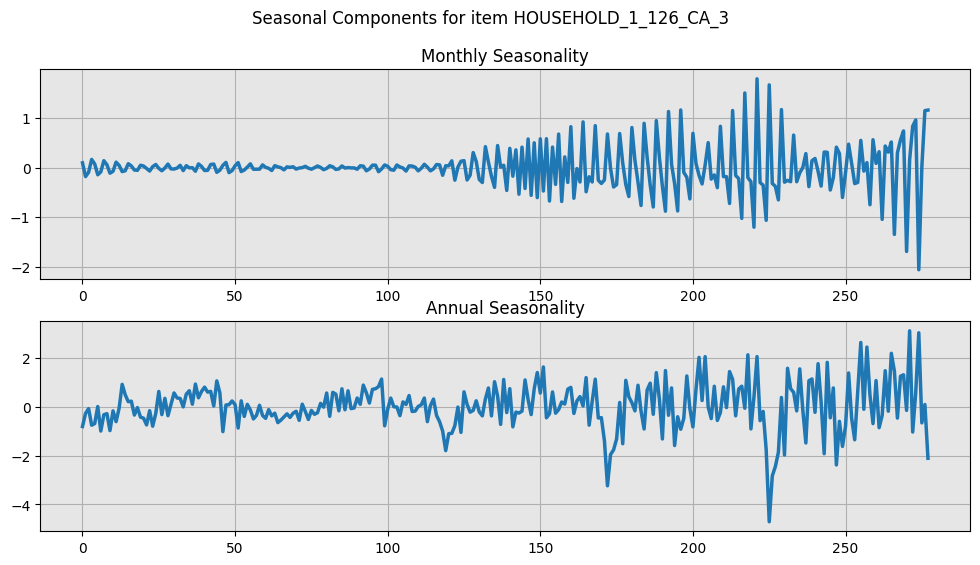 Seasonal Components for item HOUSEHOLD_1_126_CA_3
Monthly Seasonality
1
0
−1
−2
0 50 100 150 200 250
Annual Seasonality
2
0
−2
−4
0 50 100 150 200 250